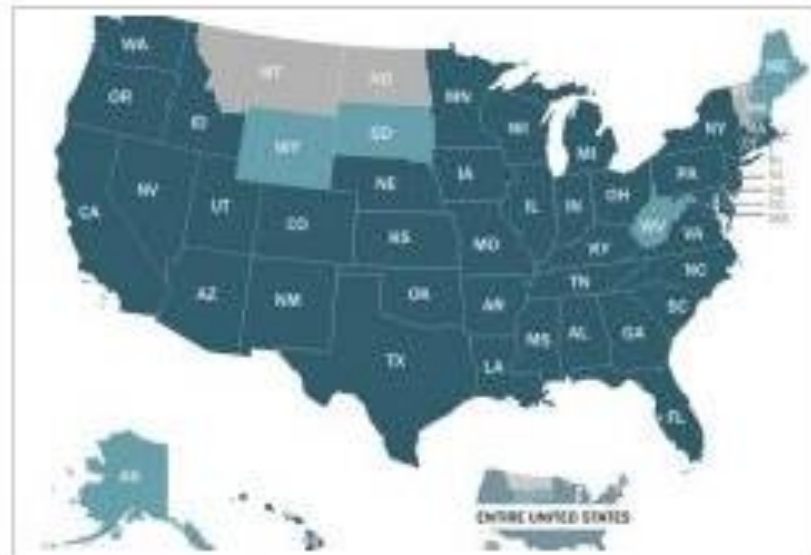 WA
MT
ND
OR
ID
MN
WI
MI
NY
ME
WY
SD
NE
IA
PA
NV
UT
CO
IL
IN
OH
WV
VA
CA
KS
MO
KY
NC
AZ
NM
OK
TN
AN
SC
TX
MS
AL
GA
LA
FL
ENTIRE UNITED STATES